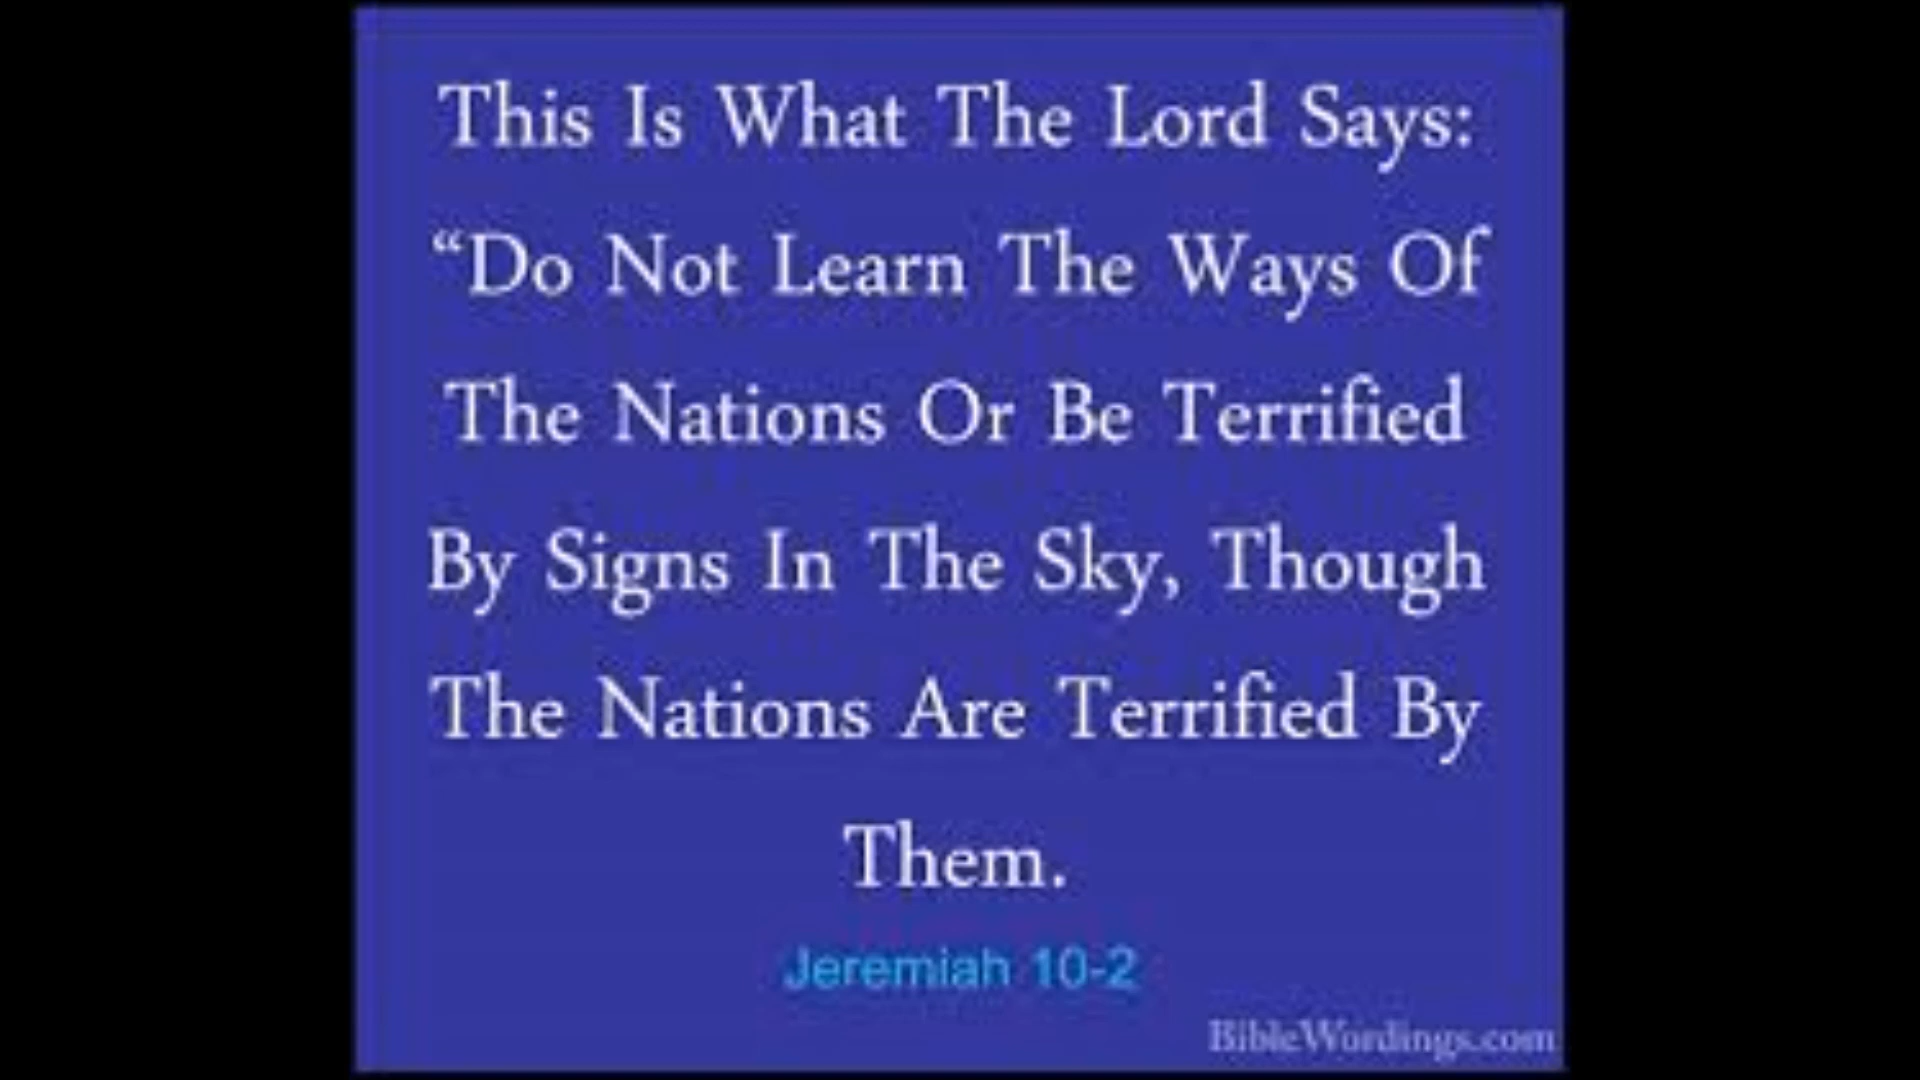 This Is What The Lord Says:
“Do Not Learn The Ways Of
The Nations Or Be Terrified
By Signs In The Sky, Though
The Nations Are Terrified By
Them.
Jeremiah 10-2
BibleWordings.com